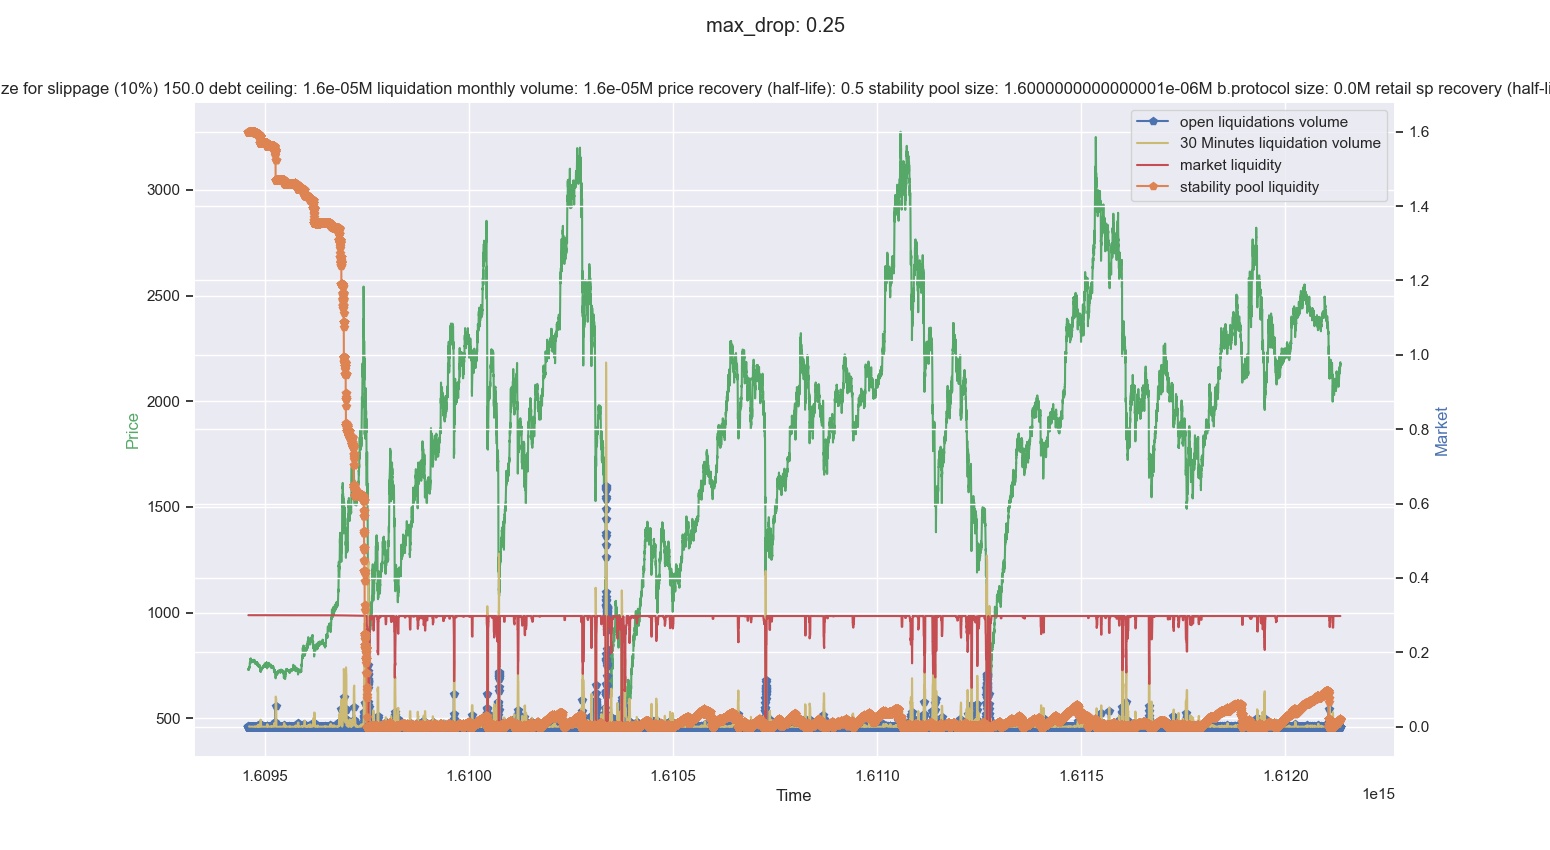 max_drop: 0.25
ze for slippage (10%) 150.0 debt ceiling: 1.6e-05M liquidation monthly volume: 1.6e-05M price recovery (half-life): 0.5 stability pool size: 1.6000000000000001e-06M b.protocol size: 0.0M retail sp recovery (half-li
open liquidations volume
30 Minutes liquidation volume
market liquidity
stability pool liquidity
3000
2500
2000
1500
1000
500
Price
1.6
1.4
1.2
1.0
0.8
0.6
0.4
0.2
0.0
Market
1.6095
1.6100
1.6105
1.6110
1.6115
1.6120
Time
1e15